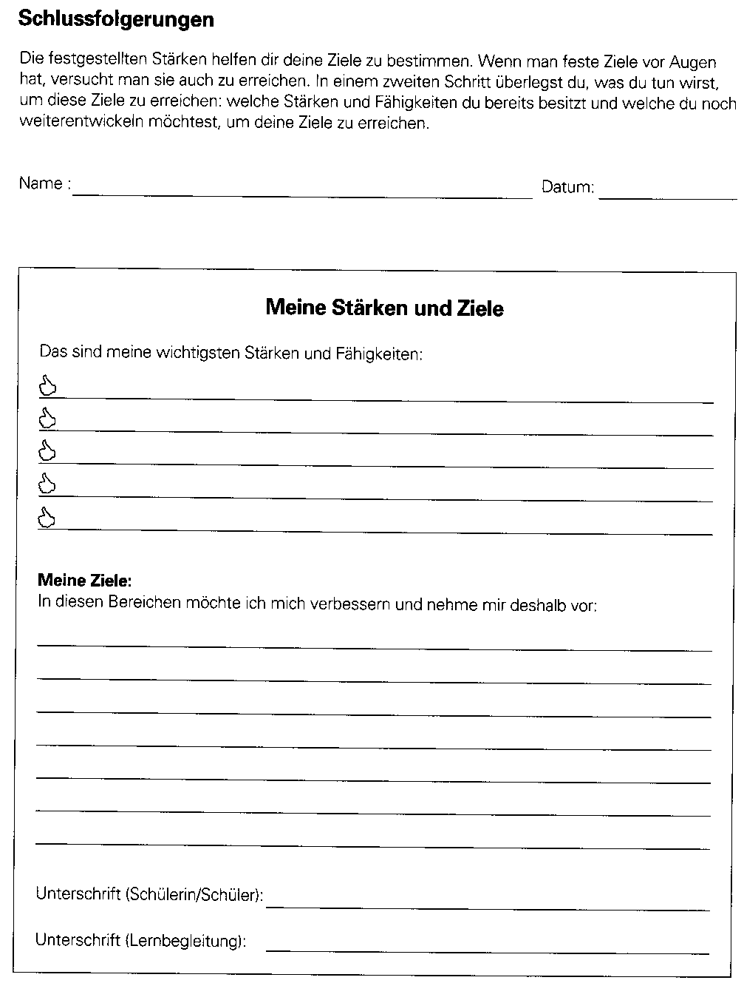 Schlussfolgerungen
Die festgestellten Stärken helfen dir deine Ziele zu bestimmen. Wenn man feste Ziele vor Augen
hat, versucht man sie auch zu erreichen. In einem zweiten Schritt überlegst du, was du tun wirst,
um diese Ziele zu erreichen: welche Stärken und Fähigkeiten du bereits besitzt und welche du noch
weiterentwickeln möchtest, um deine Ziele zu erreichen.
Name : Datum:
Meine Stärken und Ziele
Das sind meine wichtigsten Stärken und Fähigkeiten:
Meine Ziele:
In diesen Bereichen möchte ich mich verbessern und nehme mir deshalb vor:
Unterschrift (Schülerin/Schüler):
Unterschrift (Lernbegleitung):